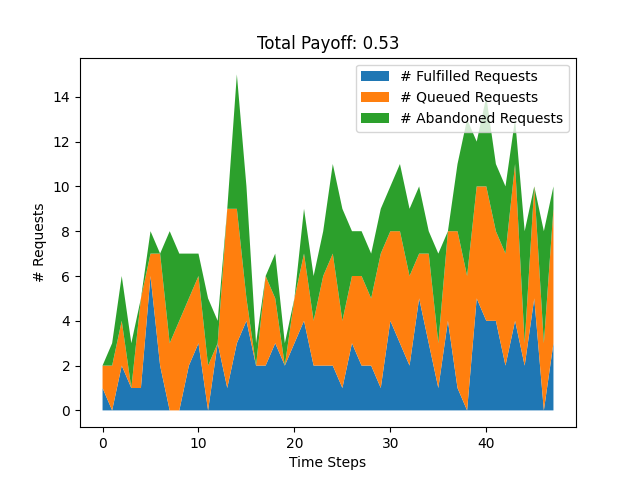 Total Payoff: 0.53
# Fulfilled Requests
# Queued Requests
# Abandoned Requests
# Requests
14
12
10
8
6
4
2
0
0 10 20 30 40
Time Steps